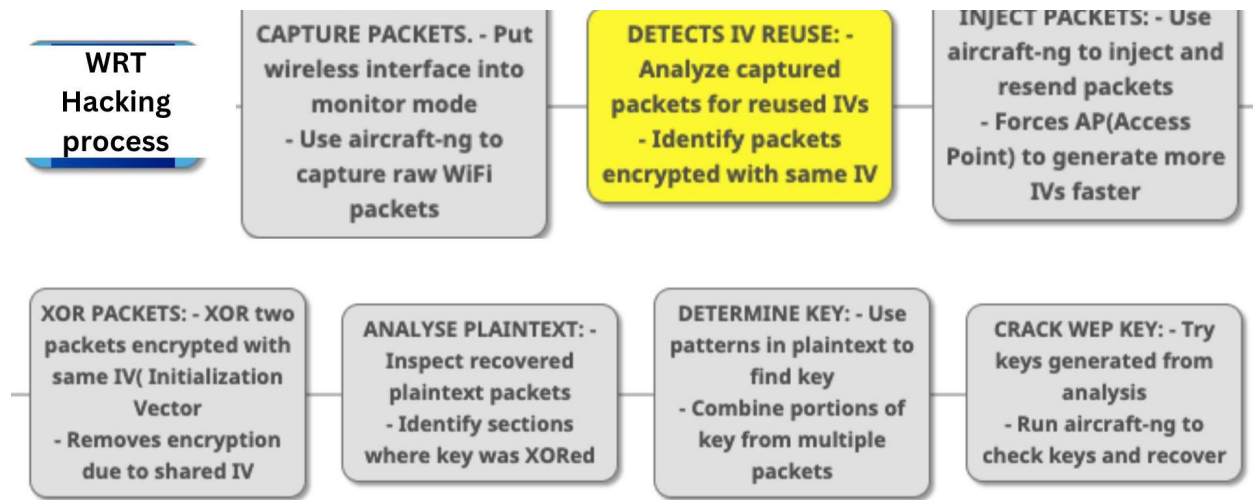 WRT
Hacking
process
CAPTURE PACKETS. - Put
wireless interface into
monitor mode
- Use aircraft-ng to
capture raw WiFi
packets
DETECTS IV REUSE: -
Analyze captured
packets for reused IVs
- Identify packets
encrypted with same IV
INJECT PACKETS: - Use
aircraft-ng to inject and
resend packets
- Forces AP(Access
Point) to generate more
IVs faster
XOR PACKETS: - XOR two
packets encrypted with
same IV( Initialization
Vector
- Removes encryption
due to shared IV
ANALYSE PLAINTEXT: -
Inspect recovered
plaintext packets
- Identify sections
where key was XORed
DETERMINE KEY: - Use
patterns in plaintext to
find key
- Combine portions of
key from multiple
packets
CRACK WEP KEY: - Try
keys generated from
analysis
- Run aircraft-ng to
check keys and recover